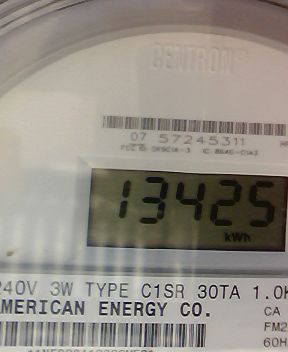 CENTRON
07 57245311
13425
kWh
240V 3W TYPE C1SR 30TA 1.0K
AMERICAN ENERGY CO.
CA
FM2
60H